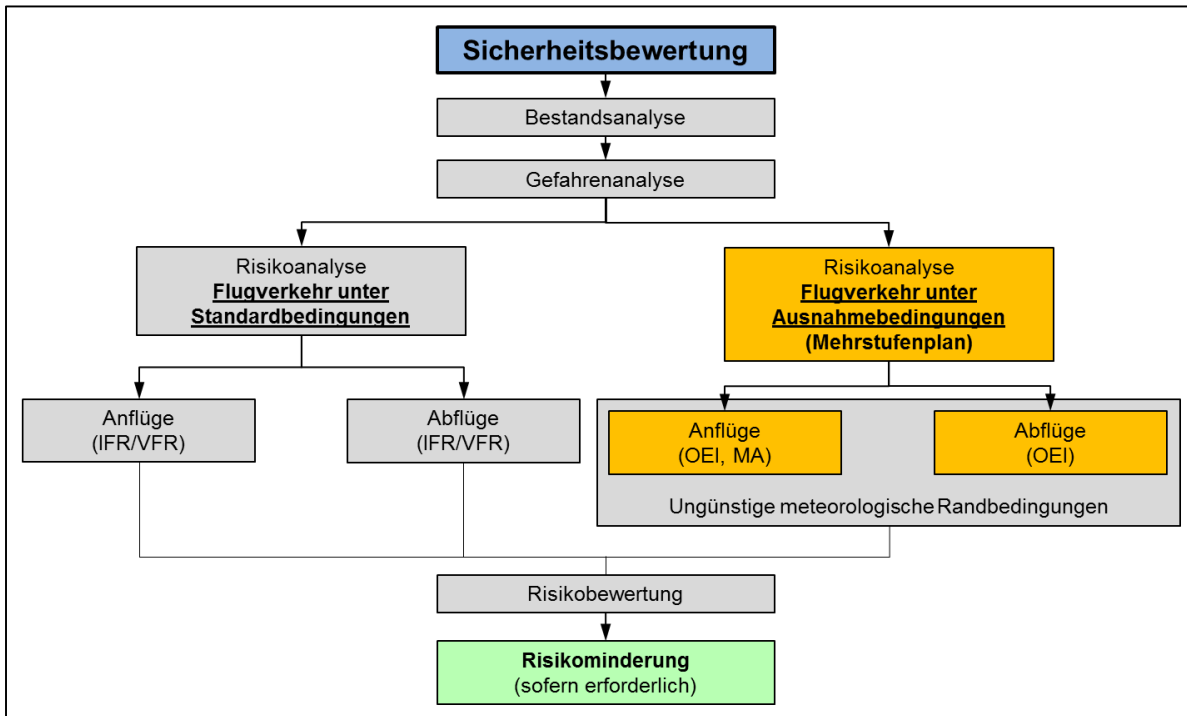 Sicherheitsbewertung
Bestandsanalyse
Gefahrenanalyse
Risikoanalyse
Flugverkehr unter
Standardbedingungen
Risikoanalyse
Flugverkehr unter
Ausnahmebedingungen
(Mehrstufenplan)
Anflüge
(IFR/VFR)
Abflüge
(IFR/VFR)
Anflüge
(OEI, MA)
Abflüge
(OEI)
Ungünstige meteorologische Randbedingungen
Risikobewertung
Risikominderung
(sofern erforderlich)